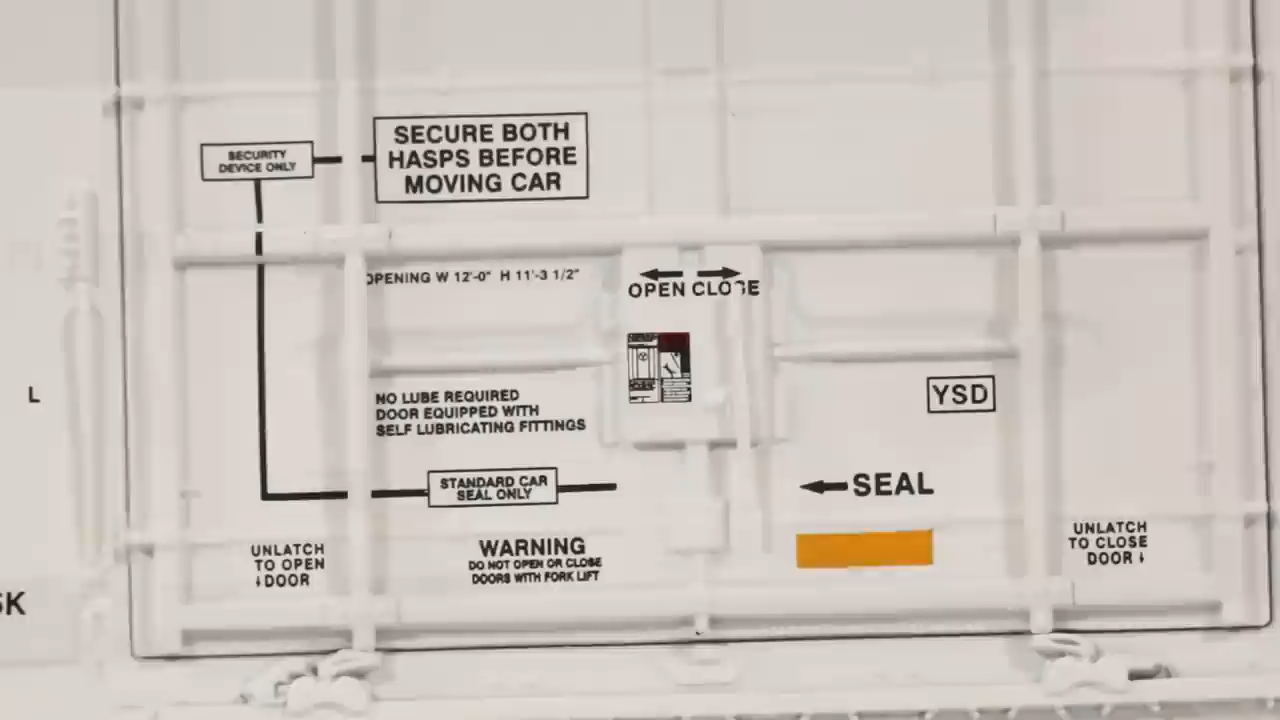 SECURE BOTH
HASPS BEFORE
MOVING CAR
SECURITY
DEVICE ONLY
OPENING W 12'-0" H 11'-3 1/2"
OPEN CLOSE
L
NO LUBE REQUIRED
DOOR EQUIPPED WITH
SELF LUBRICATING FITTINGS
YSD
STANDARD CAR
SEAL ONLY
SEAL
UNLATCH
TO OPEN
DOOR
WARNING
DO NOT OPEN OR CLOSE
DOORS WITH FORK LIFT
UNLATCH
TO CLOSE
DOOR